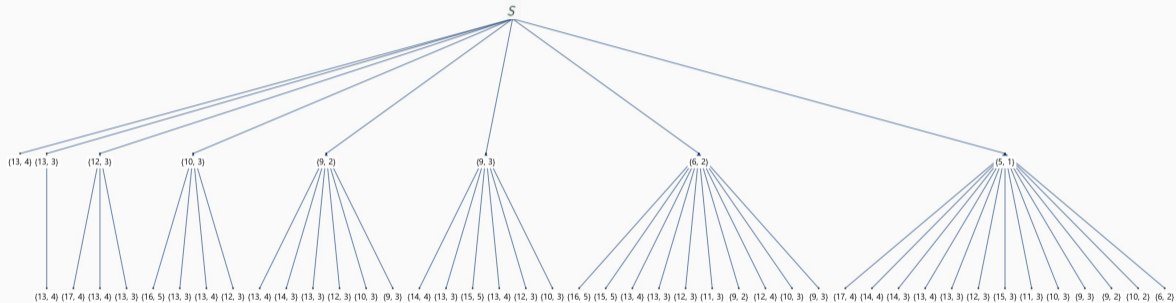 S
(13, 4) (13, 3) (12, 3) (10, 3) (9, 2) (9, 3) (6, 2) (5, 1)
(13, 4) (17, 4) (13, 4) (13, 3) (16, 5) (13, 3) (13, 4) (12, 3) (13, 4) (14, 3) (13, 3) (12, 3) (10, 3) (9, 3) (14, 4) (13, 3) (15, 5) (13, 4) (12, 3) (10, 3) (16, 5) (15, 5) (13, 4) (13, 3) (12, 3) (11, 3) (9, 2) (12, 4) (10, 3) (9, 3) (17, 4) (14, 4) (14, 3) (13, 4) (13, 3) (12, 3) (15, 3) (11, 3) (10, 3) (9, 3) (9, 2) (10, 2) (6, 2)